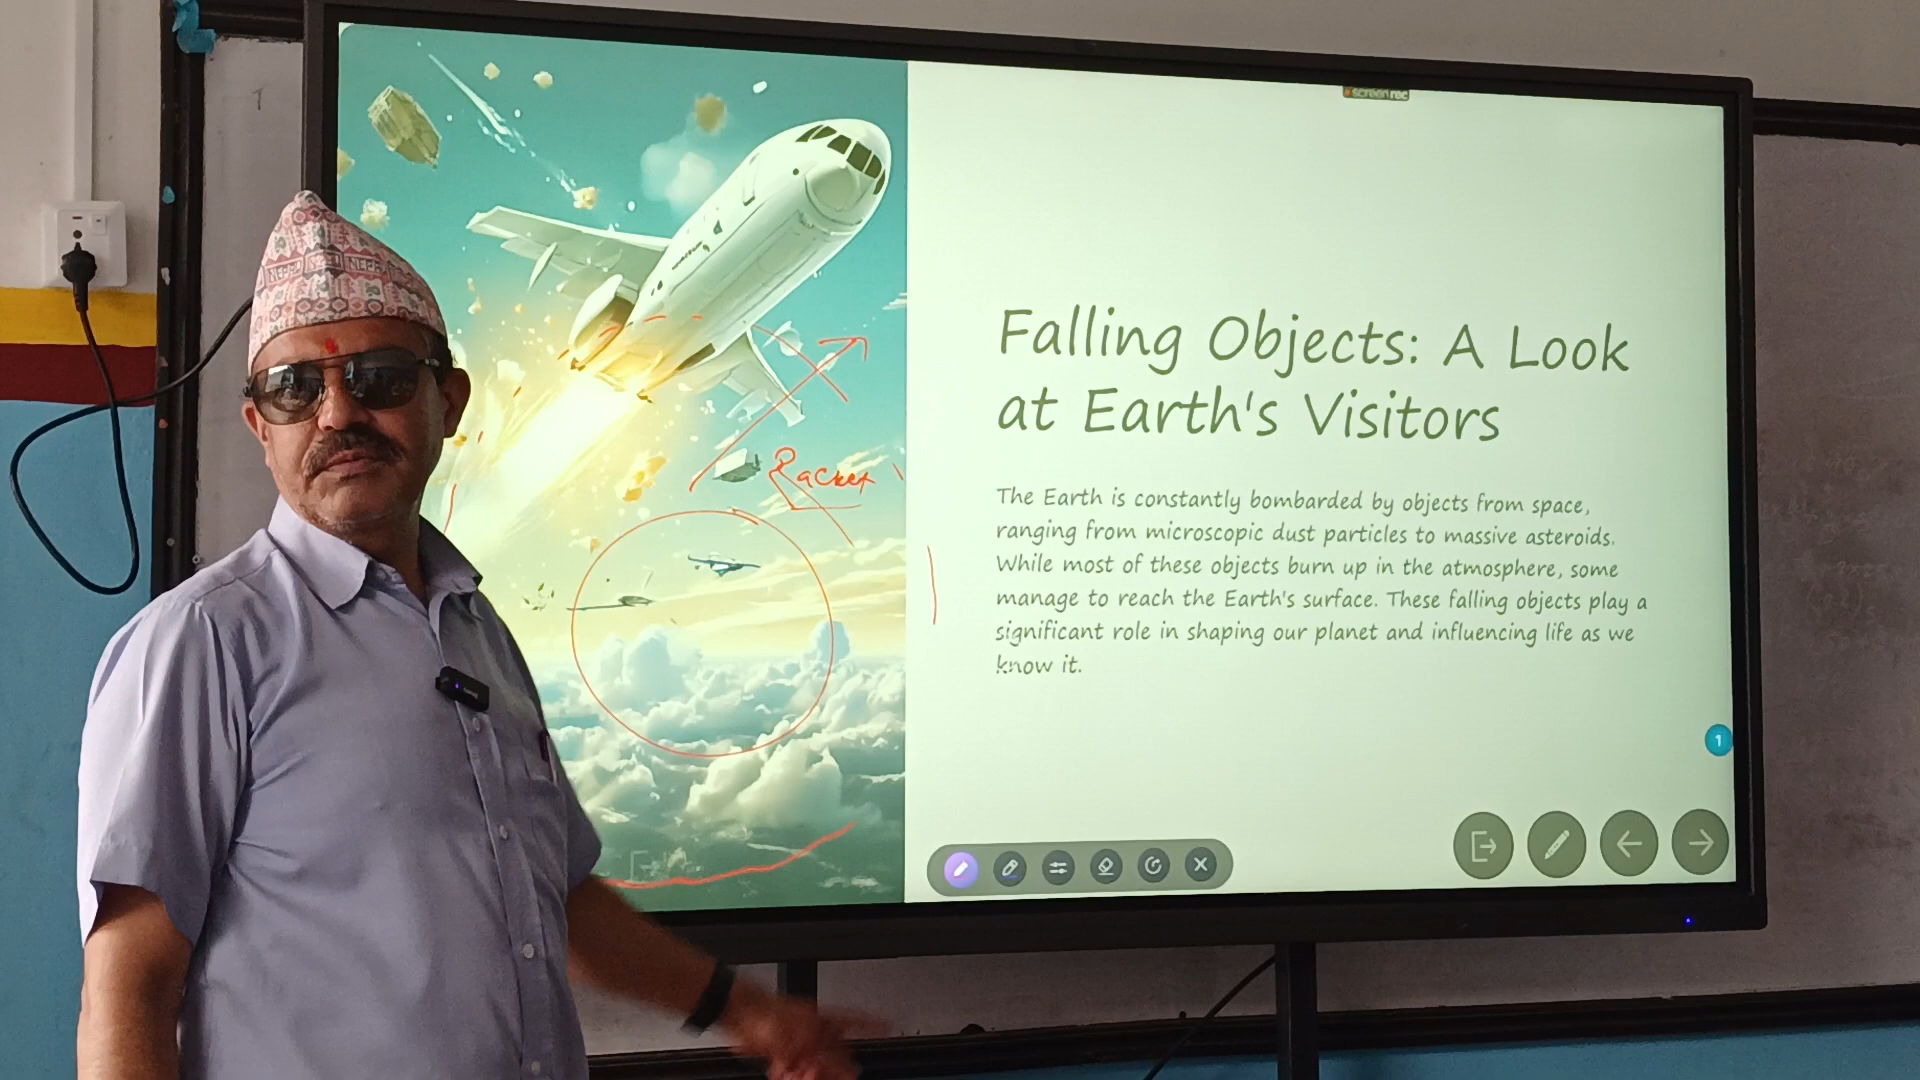 screen rec
Falling Objects: A Look
at Earth's Visitors
The Earth is constantly bombarded by objects from space,
ranging from microscopic dust particles to massive asteroids.
While most of these objects burn up in the atmosphere, some
manage to reach the Earth's surface. These falling objects play a
significant role in shaping our planet and influencing life as we
know it.
Racket
1
NEPAL